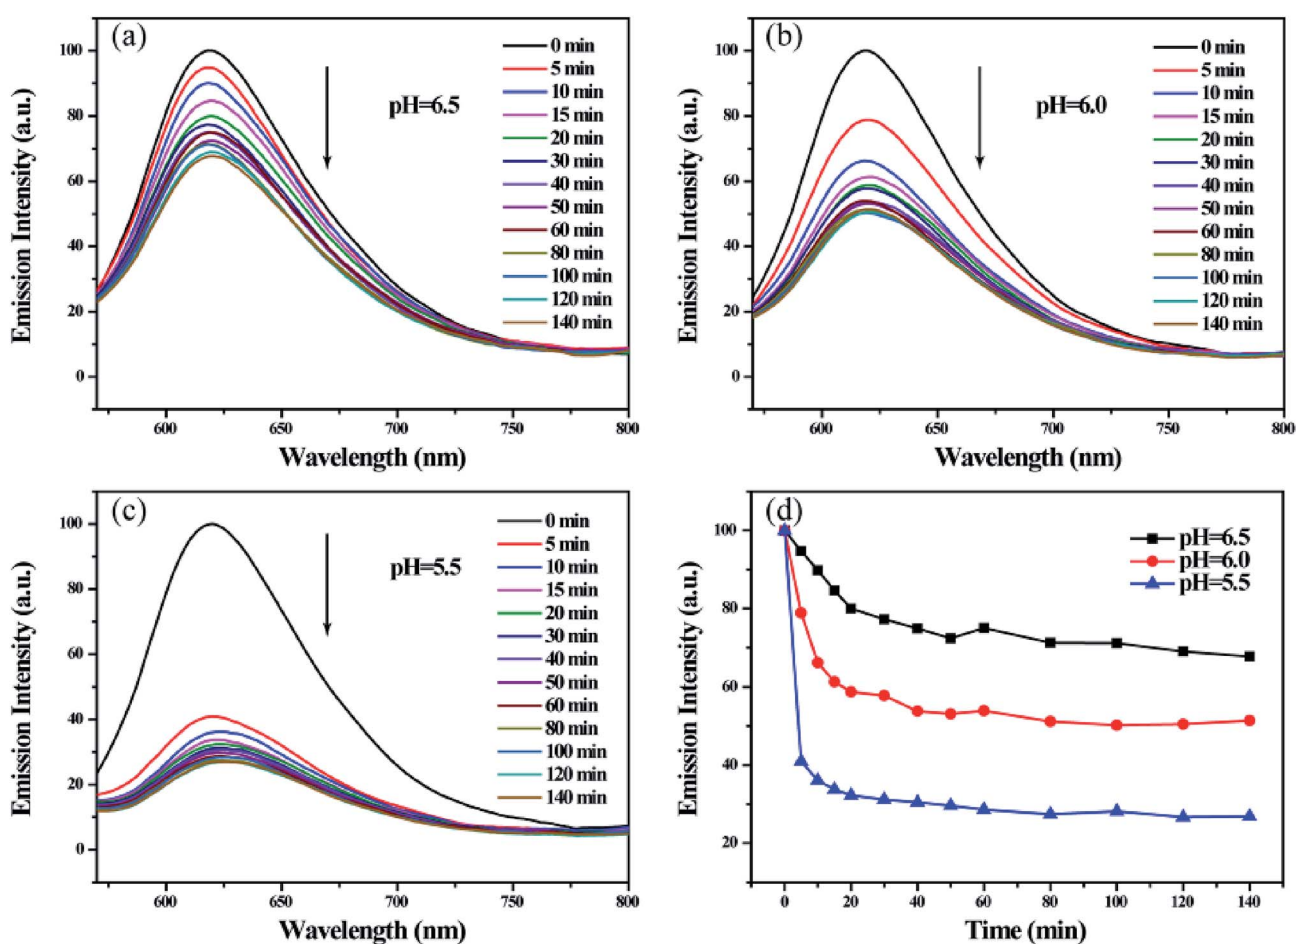 (a)
100
80
60
40
20
0
Emission Intensity (a.u.)
600
650
700
750
800
Wavelength (nm)
pH=6.5
0 min
5 min
10 min
15 min
20 min
30 min
40 min
50 min
60 min
80 min
100 min
120 min
140 min
(b)
100
80
60
40
20
0
Emission Intensity (a.u.)
600
650
700
750
800
Wavelength (nm)
pH=6.0
0 min
5 min
10 min
15 min
20 min
30 min
40 min
50 min
60 min
80 min
100 min
120 min
140 min
(c)
100
80
60
40
20
0
Emission Intensity (a.u.)
600
650
700
750
800
Wavelength (nm)
pH=5.5
0 min
5 min
10 min
15 min
20 min
30 min
40 min
50 min
60 min
80 min
100 min
120 min
140 min
(d)
100
80
60
40
20
Emission Intensity (a.u.)
0
20
40
60
80
100
120
140
Time (min)
pH=6.5
pH=6.0
pH=5.5